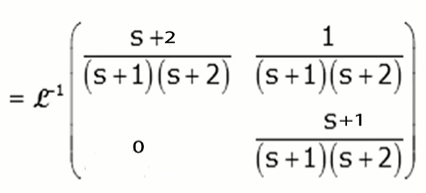 = ℒ⁻¹ ( (s+2)/((s+1)(s+2))  1/((s+1)(s+2))
0  (s+1)/((s+1)(s+2)) )